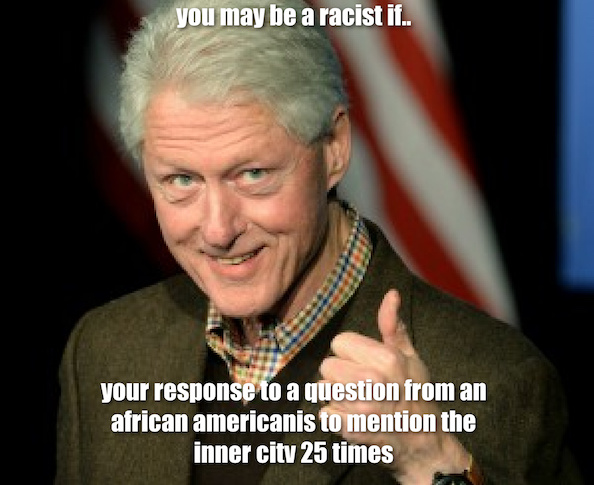 you may be a racist if..
your response to a question from an
african americanis to mention the
inner city 25 times